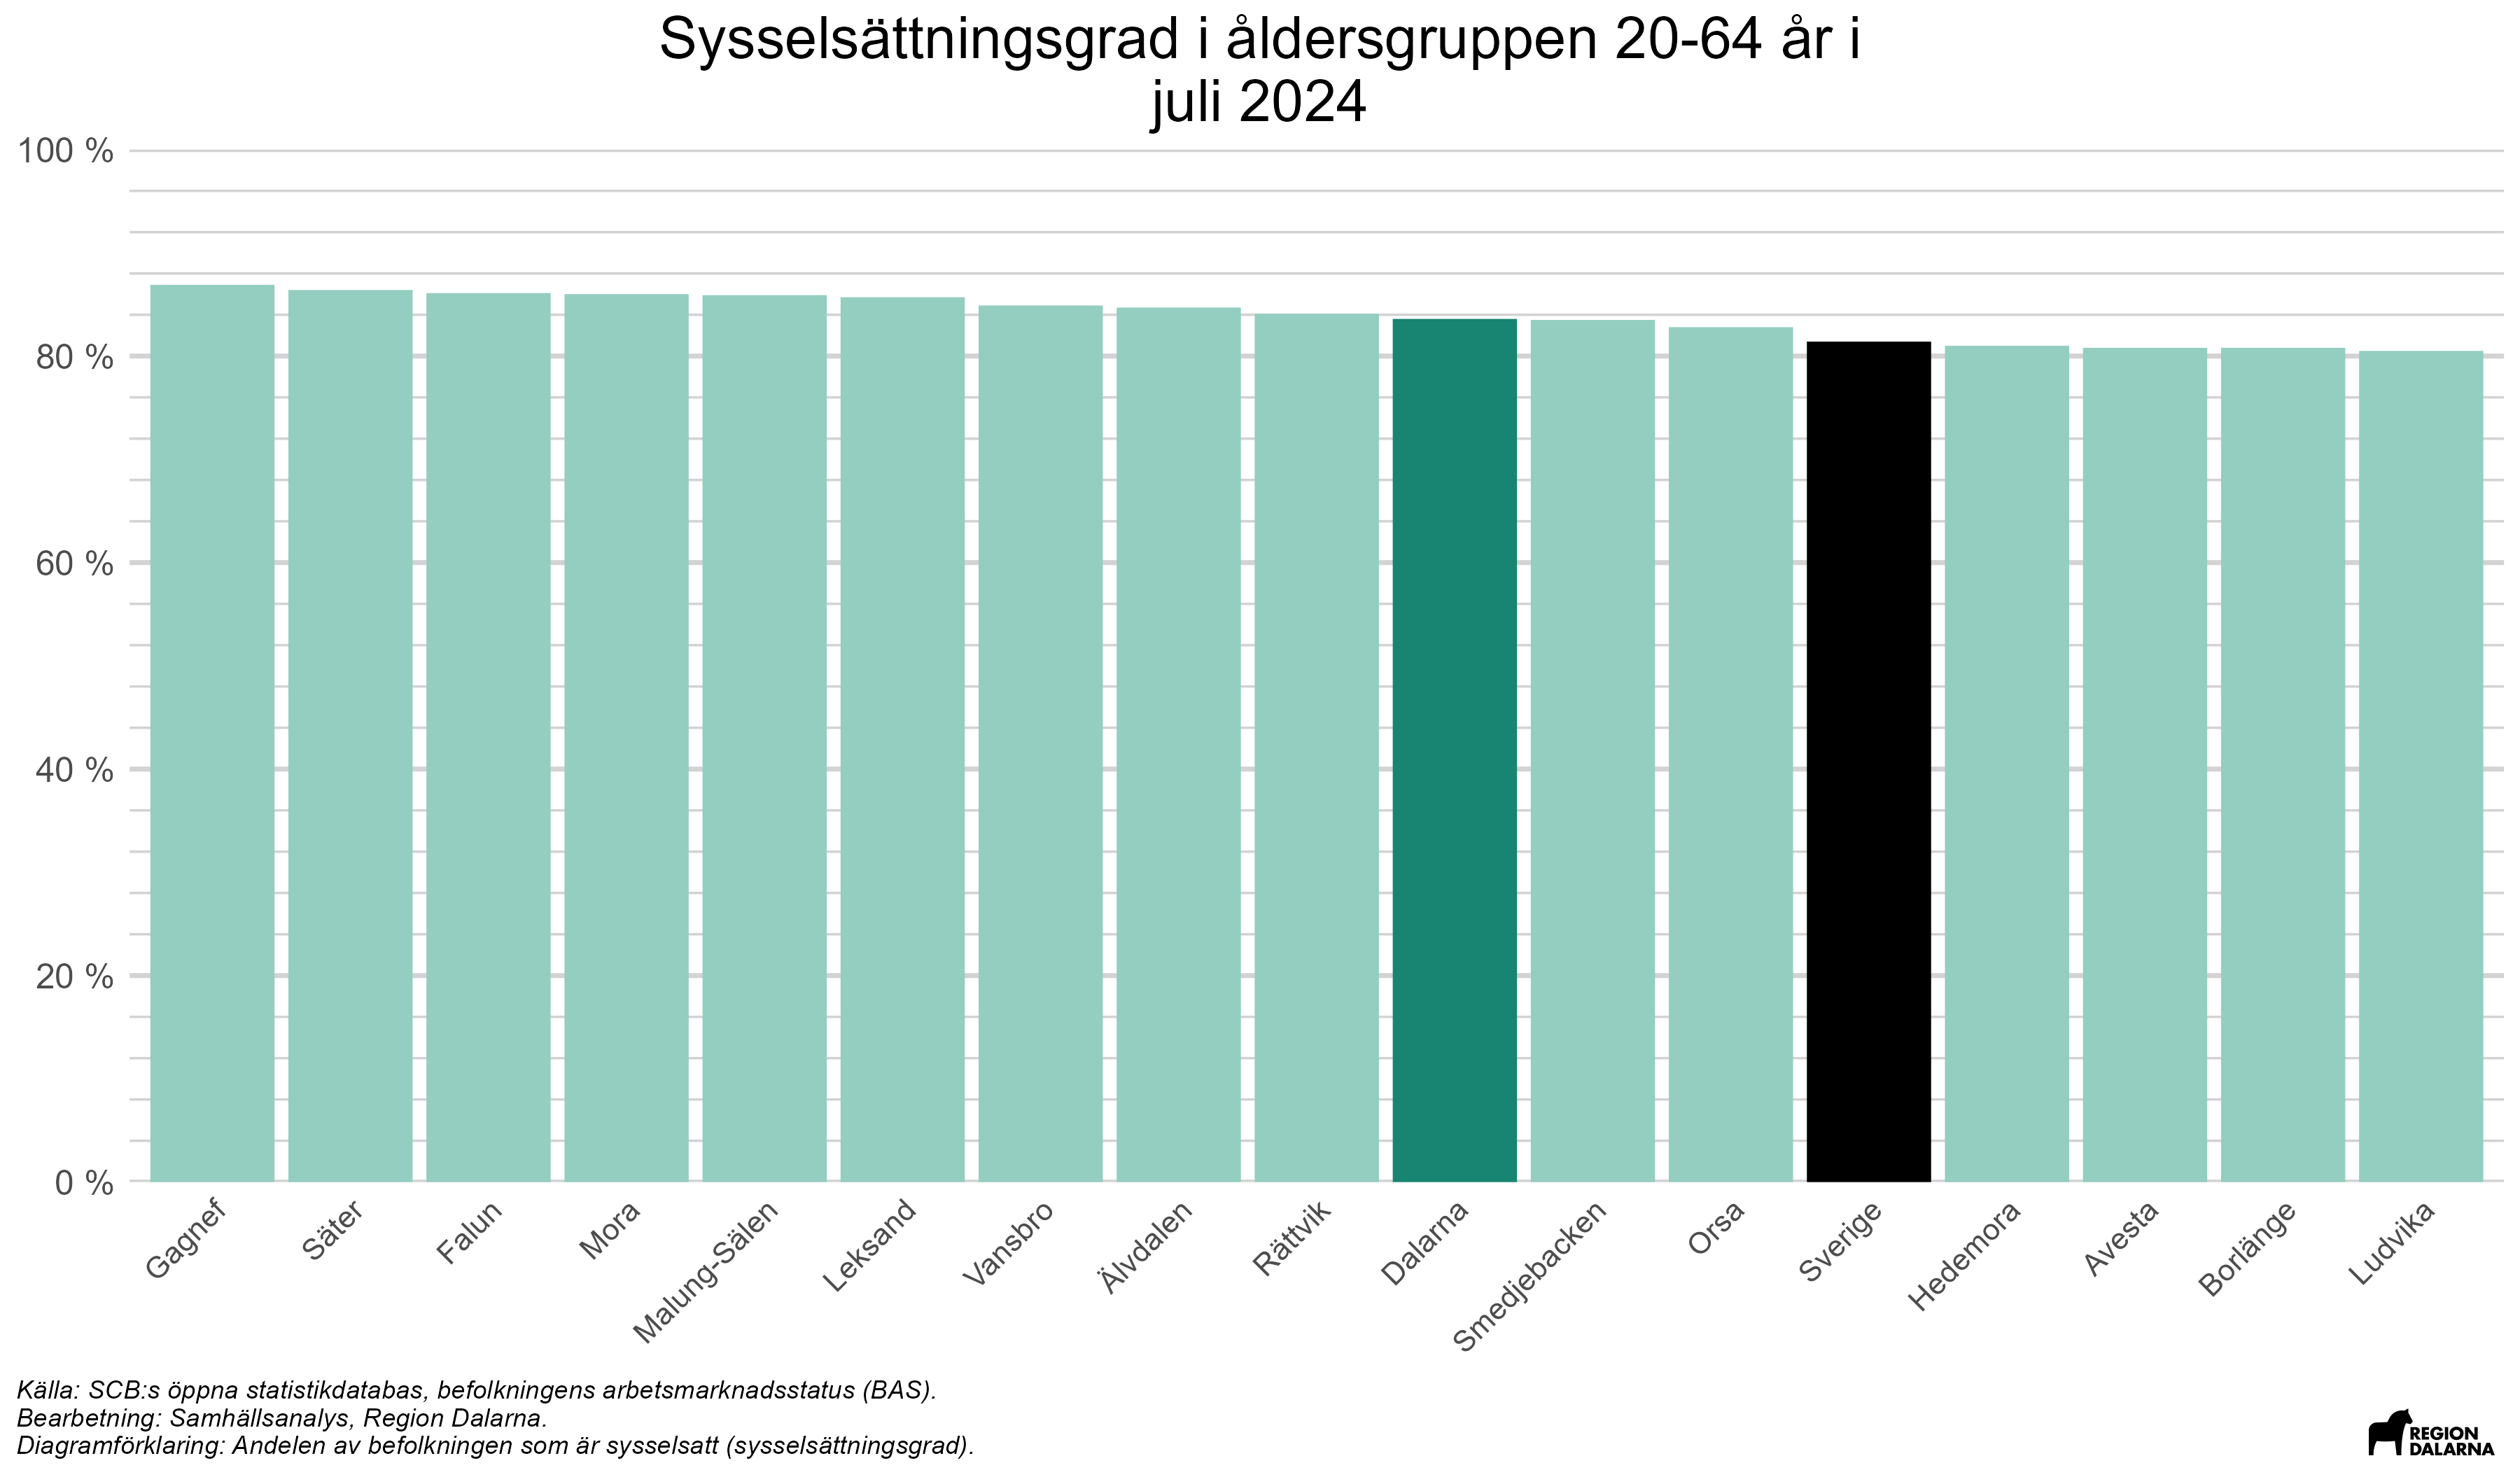 Sysselsättningsgrad i åldersgruppen 20-64 år i
juli 2024
100 %
80 %
60 %
40 %
20 %
0 %
Gagnef
Säter
Falun
Mora
Malung-Sälen
Leksand
Vansbro
Älvdalen
Rättvik
Dalarna
Smedjebacken
Orsa
Sverige
Hedemora
Avesta
Borlänge
Ludvika
Källa: SCB:s öppna statistikdatabas, befolkningens arbetsmarknadsstatus (BAS).
Bearbetning: Samhällsanalys, Region Dalarna.
Diagramförklaring: Andelen av befolkningen som är sysselsatt (sysselsättningsgrad).
REGION
DALARNA